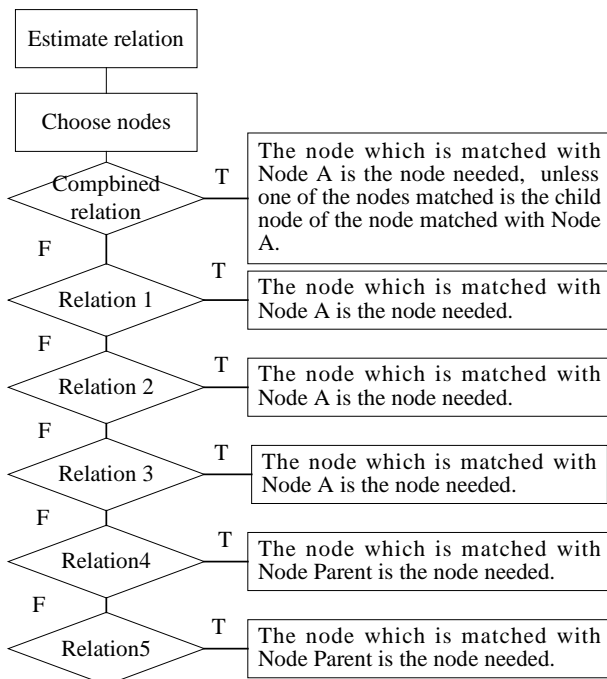 Estimate relation
Choose nodes
Compbined
relation
T
The node which is matched with
Node A is the node needed, unless
one of the nodes matched is the child
node of the node matched with Node
A.
F
Relation 1
T
The node which is matched with
Node A is the node needed.
F
Relation 2
T
The node which is matched with
Node A is the node needed.
F
Relation 3
T
The node which is matched with
Node A is the node needed.
F
Relation4
T
The node which is matched with
Node Parent is the node needed.
F
Relation5
T
The node which is matched with
Node Parent is the node needed.